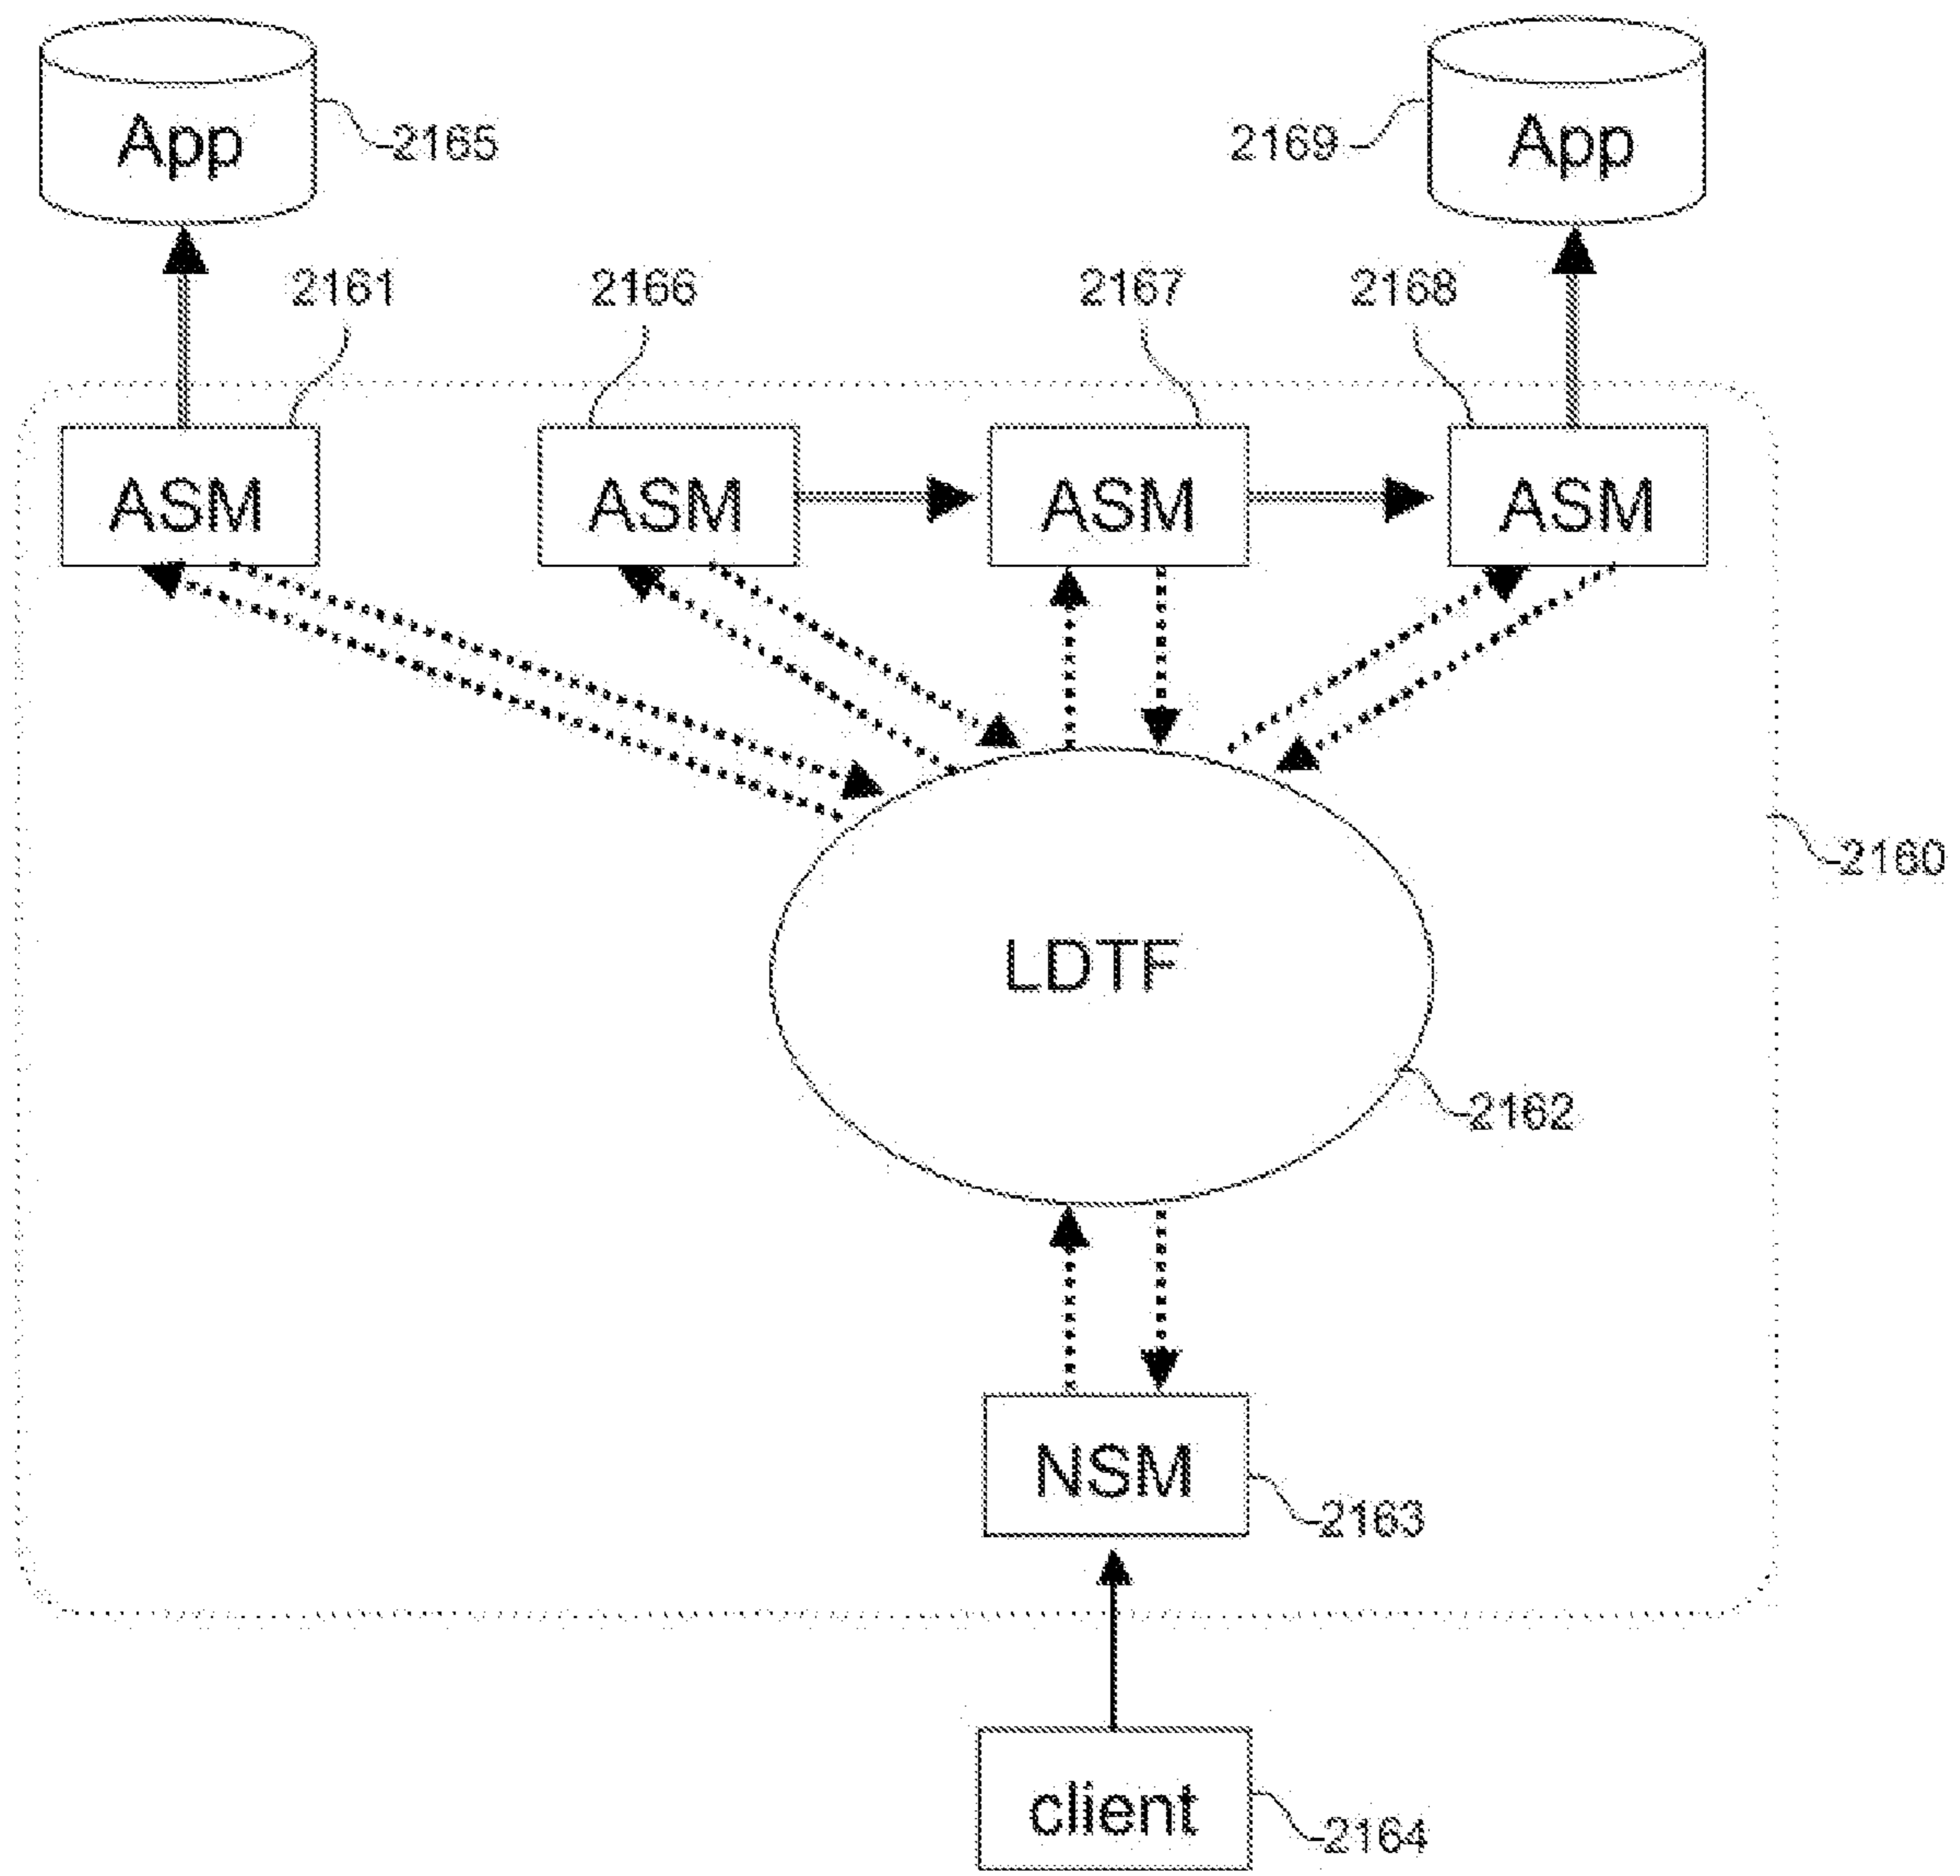 App
2165
2169
App
2161
2166
2167
2168
ASM
ASM
ASM
ASM
2160
LDTF
2162
NSM
2163
client
2164